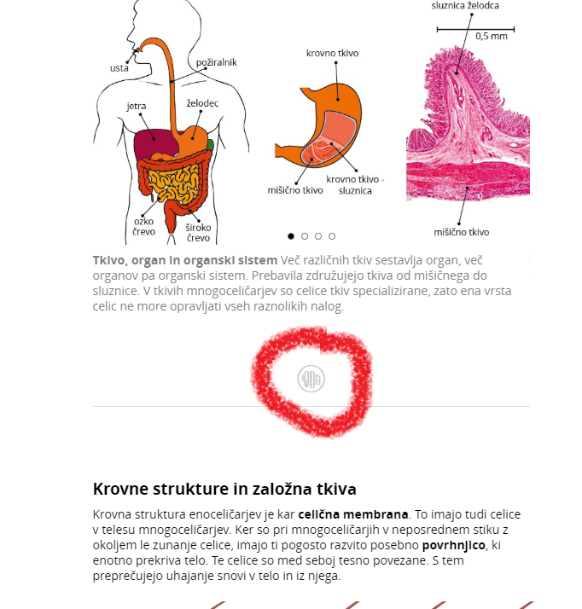 sluznica želodca
0,5 mm
usta
požiralnik
krovno tkivo
jetra
želodec
mišično tkivo
krovno tkivo -
sluznica
ozko
črevo
široko
črevo
mišično tkivo
Tkivo, organ in organski sistem Več različnih tkiv sestavlja organ, več
organov pa organski sistem. Prebavila združujejo tkiva od mišičnega do
sluznice. V tkivih mnogoceličarjev so celice tkiv specializirane, zato ena vrsta
celic ne more opravljati vseh raznolikih nalog.
Krovne strukture in založna tkiva
Krovna struktura enoceličarjev je kar celična membrana. To imajo tudi celice
v telesu mnogoceličarjev. Ker so pri mnogoceličarjih v neposrednem stiku z
okoljem le zunanje celice, imajo ti pogosto razvito posebno povrhnjico, ki
enotno prekriva telo. Te celice so med seboj tesno povezane. S tem
preprečujejo uhajanje snovi v telo in iz njega.